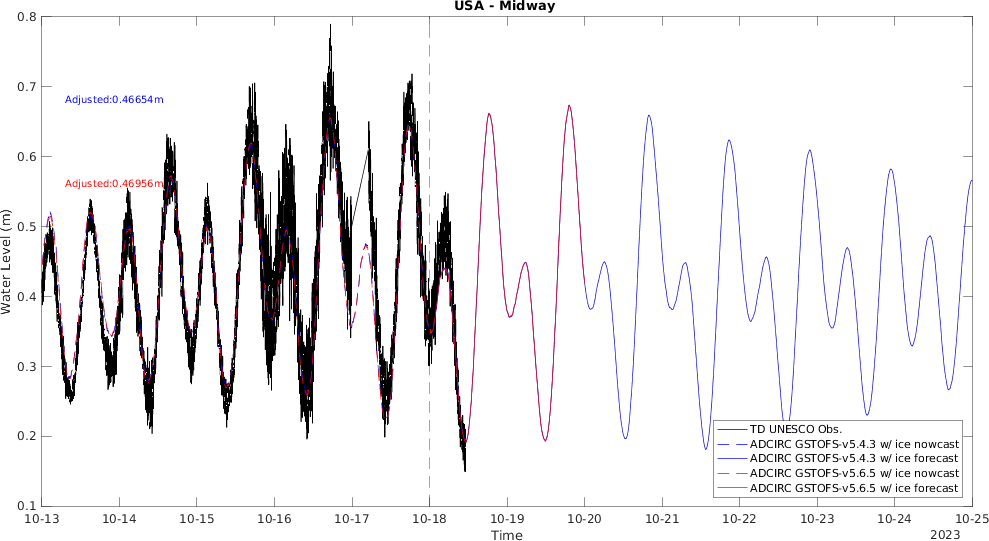 USA - Midway
0.8
0.7
0.6
0.5
0.4
0.3
0.2
0.1
Water Level (m)
Adjusted:0.46654m
Adjusted:0.46956m
TD UNESCO Obs.
ADCIRC GSTOFS-v5.4.3 w/ ice nowcast
ADCIRC GSTOFS-v5.4.3 w/ ice forecast
ADCIRC GSTOFS-v5.6.5 w/ ice nowcast
ADCIRC GSTOFS-v5.6.5 w/ ice forecast
10-13 10-14 10-15 10-16 10-17 10-18 10-19 10-20 10-21 10-22 10-23 10-24 10-25
Time
2023